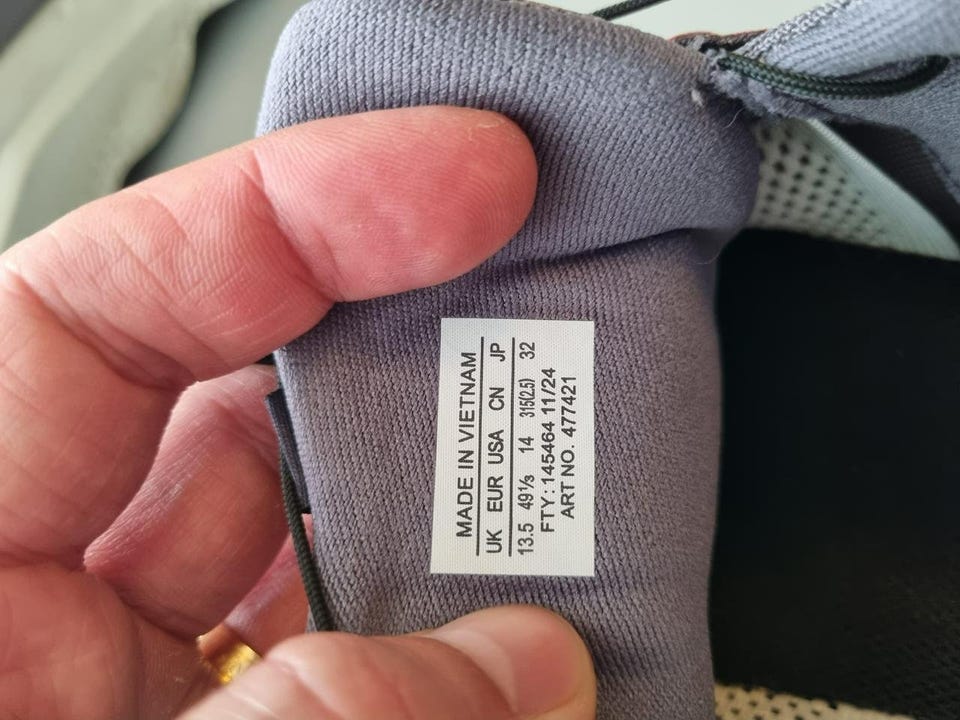 MADE IN VIETNAM
UK EUR USA CN JP
13.5 49⅓ 14 315(2.5) 32
FTY: 145464 11/24
ART NO. 477421